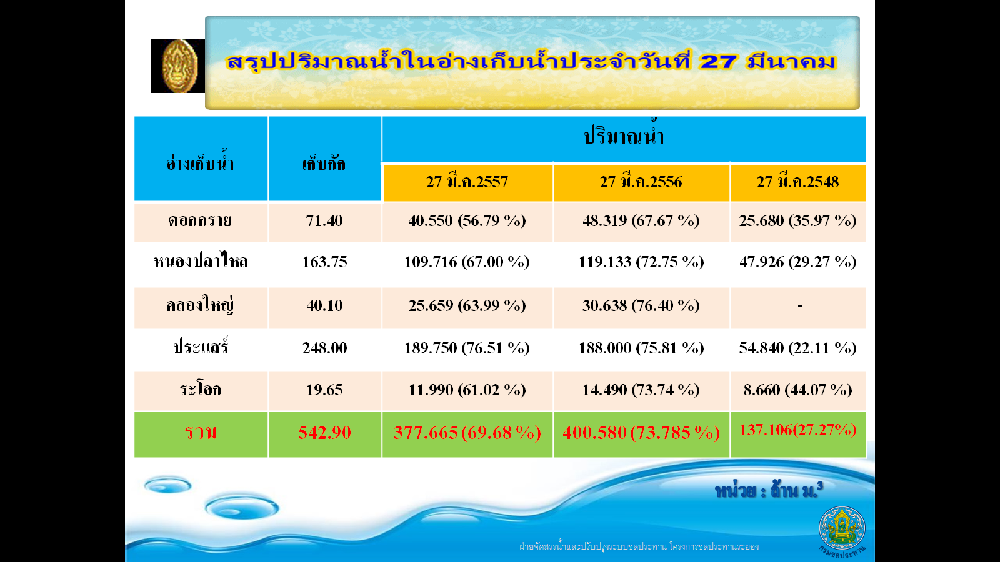 สรุปปริมาณน้ำในอ่างเก็บน้ำประจำวันที่ 27 มีนาคม
อ่างเก็บน้ำ เก็บกัก ปริมาณน้ำ
27 มี.ค.2557 27 มี.ค.2556 27 มี.ค.2548
ดอกกราย 71.40 40.550 (56.79 %) 48.319 (67.67 %) 25.680 (35.97 %)
หนองปลาไหล 163.75 109.716 (67.00 %) 119.133 (72.75 %) 47.926 (29.27 %)
คลองใหญ่ 40.10 25.659 (63.99 %) 30.638 (76.40 %) -
ประแสร์ 248.00 189.750 (76.51 %) 188.000 (75.81 %) 54.840 (22.11 %)
ระโอก 19.65 11.990 (61.02 %) 14.490 (73.74 %) 8.660 (44.07 %)
รวม 542.90 377.665 (69.68 %) 400.580 (73.785 %) 137.106(27.27%)
หน่วย : ล้าน ม.³
ฝ่ายจัดสรรน้ำและปรับปรุงระบบชลประทาน โครงการชลประทานระยอง
กรมชลประทาน